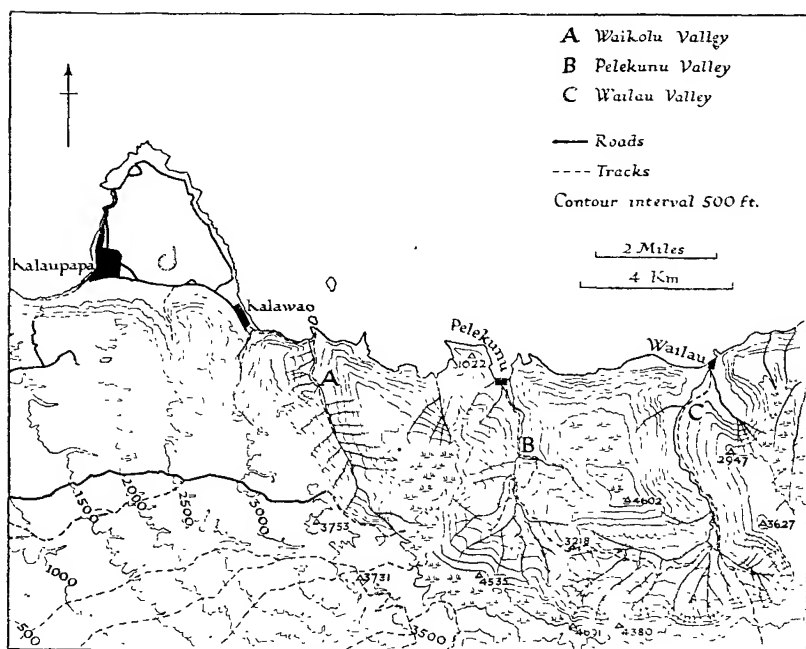 A Waikolu Valley
B Pelekunu Valley
C Wailau Valley
Roads
Tracks
Contour interval 500 ft.
2 Miles
4 Km
Kalaupapa
Kalawao
Pelekunu
1022
Wailau
A
C
B
2947
4602
3627
1500
2000
2500
3000
3753
3218
3731
4535
1000
500
3500
4380